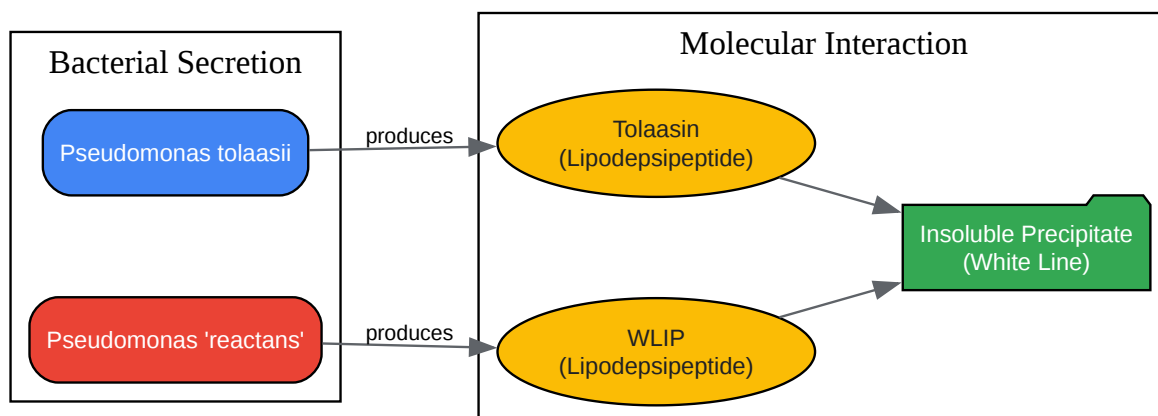 Bacterial Secretion
Molecular Interaction
Pseudomonas tolaasii
produces
Tolaasin
(Lipodepsipeptide)
Insoluble Precipitate
(White Line)
Pseudomonas 'reactans'
produces
WLIP
(Lipodepsipeptide)